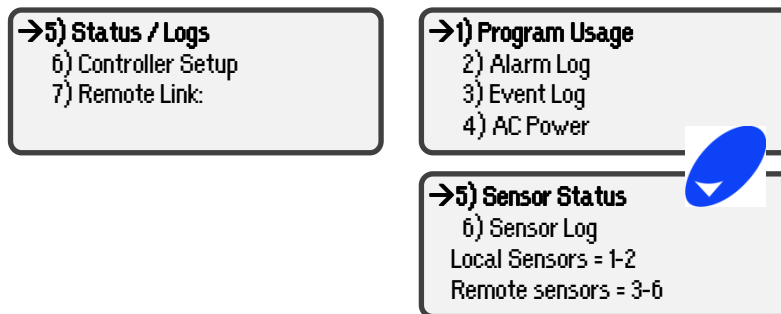 →5) Status / Logs
6) Controller Setup
7) Remote Link:
→1) Program Usage
2) Alarm Log
3) Event Log
4) AC Power
→5) Sensor Status
6) Sensor Log
Local Sensors = 1-2
Remote sensors = 3-6